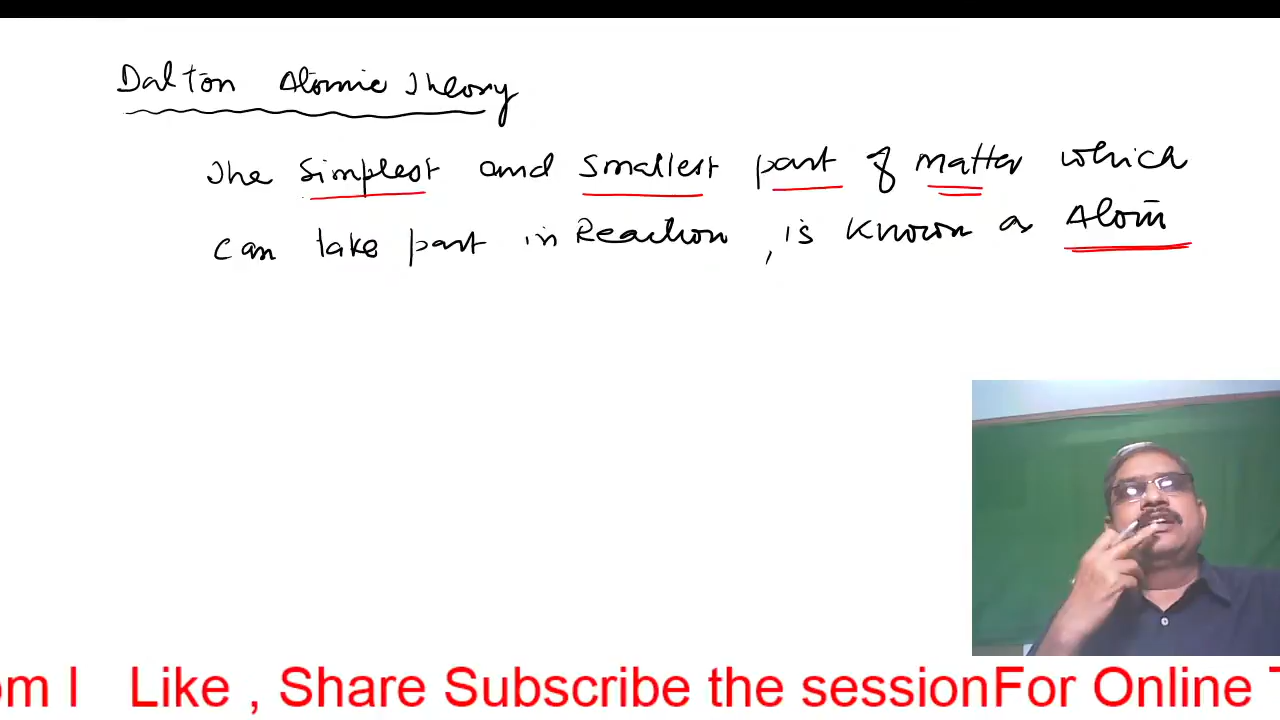 Dalton Atomic Theory
The simplest and smallest part of matter which
can take part in Reaction, is known as Atom
om I Like , Share Subscribe the sessionFor Online T